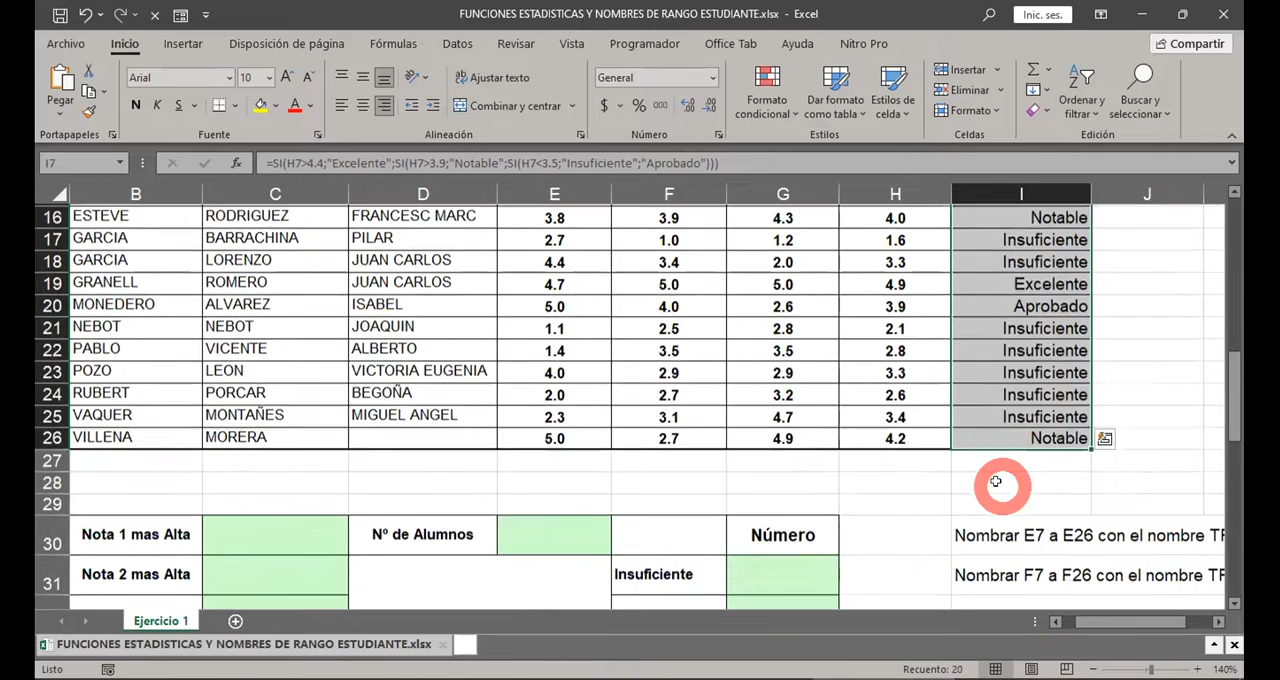 FUNCIONES ESTADISTICAS Y NOMBRES DE RANGO ESTUDIANTE.xlsx - Excel
Inic. ses.
Archivo Inicio Insertar Disposición de página Fórmulas Datos Revisar Vista Programador Office Tab Ayuda Nitro Pro Compartir
Pegar
Arial 10
N K S
Ajustar texto
Combinar y centrar
General
$ % 000
Formato condicional
Dar formato como tabla
Estilos de celda
Insertar
Eliminar
Formato
Ordenar y filtrar
Buscar y seleccionar
Portapapeles Fuente Alineación Número Estilos Celdas Edición
I7 fx =SI(H7>4.4;"Excelente";SI(H7>3.9;"Notable";SI(H7<3.5;"Insuficiente";"Aprobado")))
B C D E F G H I J
16 ESTEVE RODRIGUEZ FRANCESC MARC 3.8 3.9 4.3 4.0 Notable
17 GARCIA BARRACHINA PILAR 2.7 1.0 1.2 1.6 Insuficiente
18 GARCIA LORENZO JUAN CARLOS 4.4 3.4 2.0 3.3 Insuficiente
19 GRANELL ROMERO JUAN CARLOS 4.7 5.0 5.0 4.9 Excelente
20 MONEDERO ALVAREZ ISABEL 5.0 4.0 2.6 3.9 Aprobado
21 NEBOT NEBOT JOAQUIN 1.1 2.5 2.8 2.1 Insuficiente
22 PABLO VICENTE ALBERTO 1.4 3.5 3.5 2.8 Insuficiente
23 POZO LEON VICTORIA EUGENIA 4.0 2.9 2.9 3.3 Insuficiente
24 RUBERT PORCAR BEGOÑA 2.0 2.7 3.2 2.6 Insuficiente
25 VAQUER MONTAÑES MIGUEL ANGEL 2.3 3.1 4.7 3.4 Insuficiente
26 VILLENA MORERA 5.0 2.7 4.9 4.2 Notable
27
28
29
30 Nota 1 mas Alta Nº de Alumnos Número Nombrar E7 a E26 con el nombre
31 Nota 2 mas Alta Insuficiente Nombrar F7 a F26 con el nombre
Ejercicio 1
FUNCIONES ESTADISTICAS Y NOMBRES DE RANGO ESTUDIANTE.xlsx
Listo Recuento: 20 140%